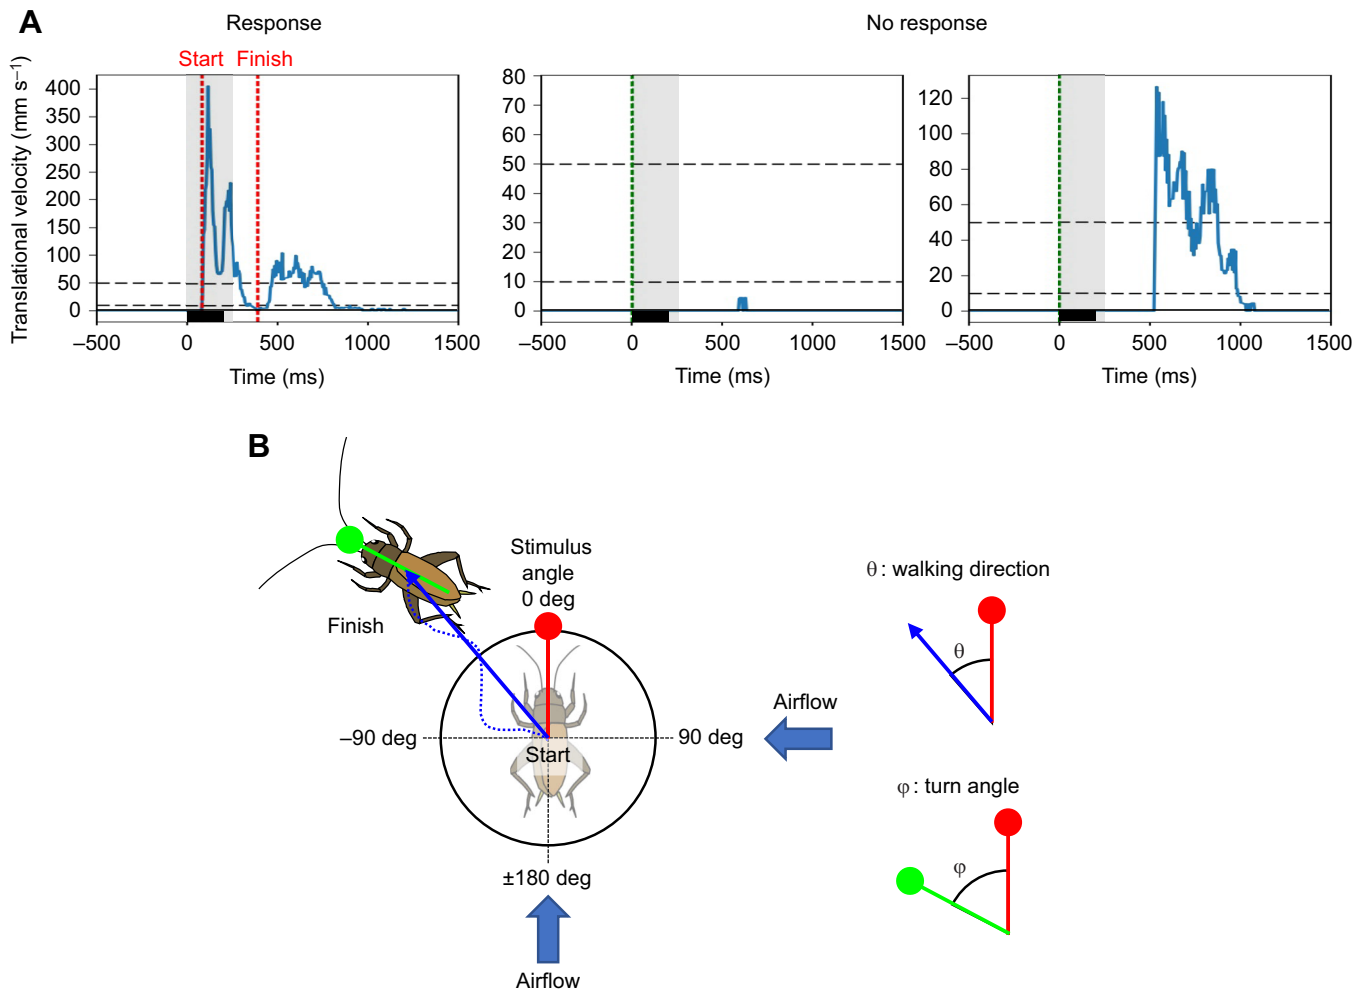 A
Response
No response
Start Finish
Translational velocity (mm s⁻¹)
400
350
300
250
200
150
100
50
0
–500 0 500 1000 1500
Time (ms)
80
70
60
50
40
30
20
10
0
–500 0 500 1000 1500
Time (ms)
120
100
80
60
40
20
0
–500 0 500 1000 1500
Time (ms)
B
Stimulus
angle
0 deg
Finish
–90 deg
Start
90 deg
Airflow
±180 deg
Airflow
θ: walking direction
θ
φ: turn angle
φ